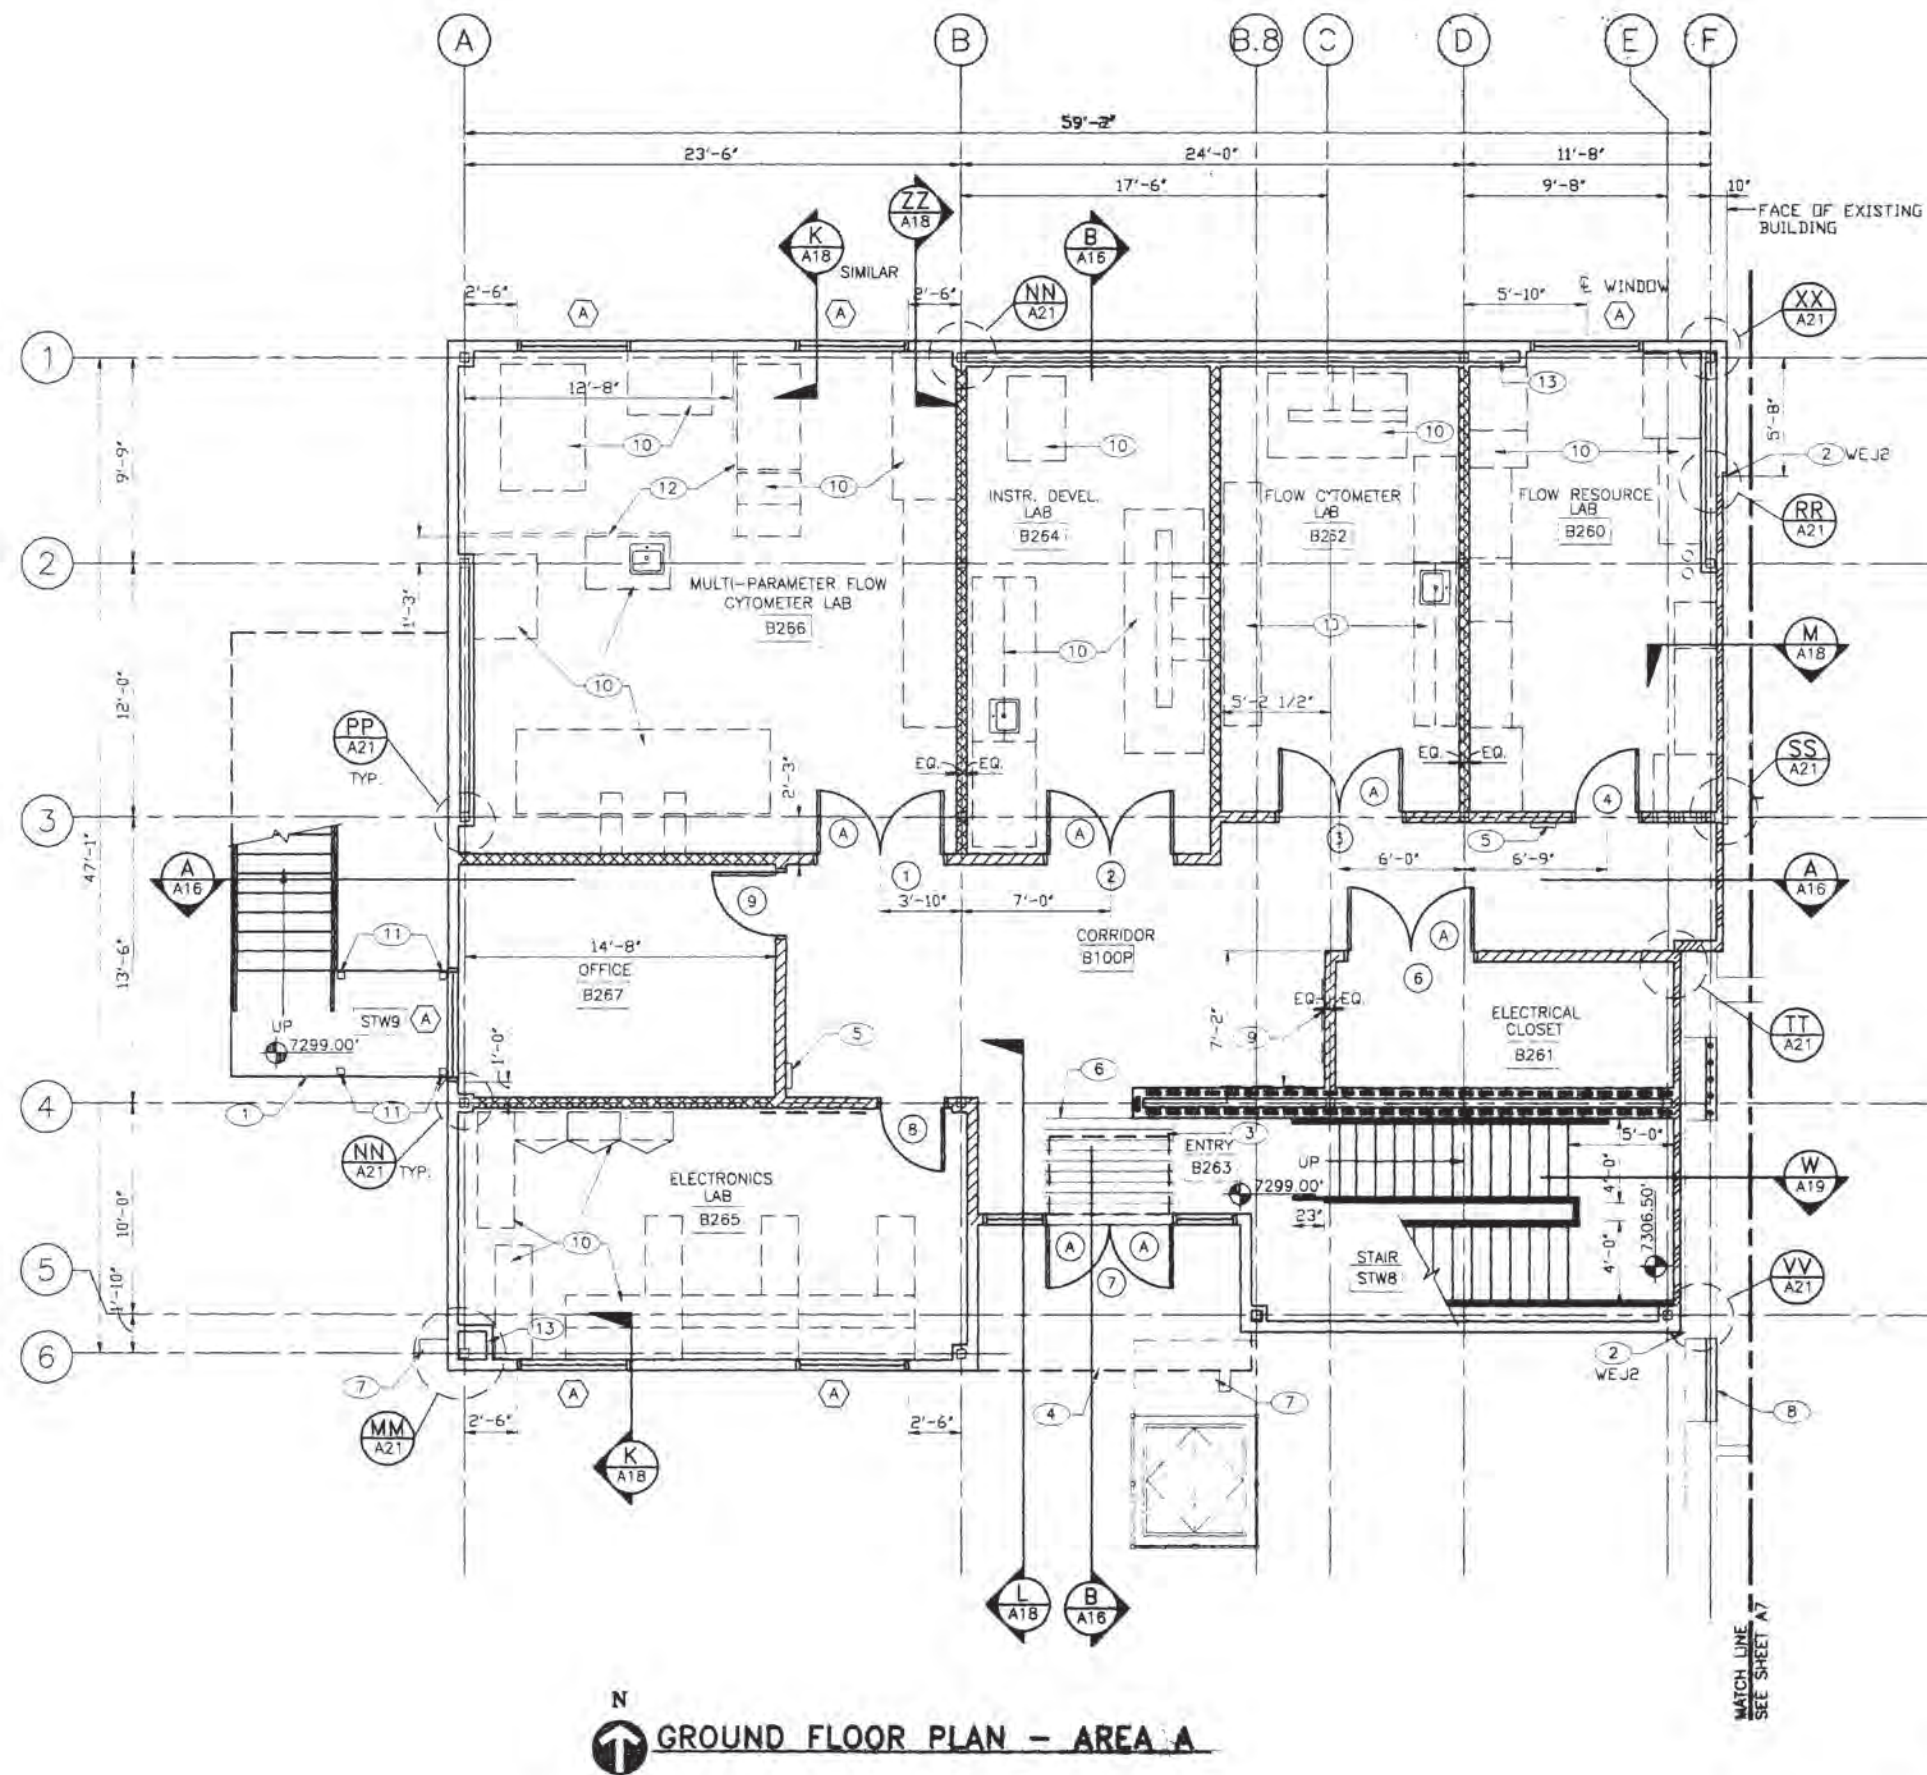 A
B
B.8
C
D
E
F
59'-2"
23'-6"
24'-0"
11'-8"
17'-6"
9'-8"
10"
FACE OF EXISTING
BUILDING
ZZ
A18
K
A18
SIMILAR
B
A16
2'-6"
A
A
2'-6"
NN
A21
5'-10"
℄ WINDOW
A
XX
A21
1
12'-8"
13
5'-8"
9'-9"
10
10
10
10
10
2 WEJ2
12
INSTR. DEVEL.
LAB
B264
FLOW CYTOMETER
LAB
B262
FLOW RESOURCE
LAB
B260
RR
A21
2
1'-3"
MULTI-PARAMETER FLOW
CYTOMETER LAB
B266
10
10
M
A18
12'-0"
10
5'-2 1/2"
PP
A21
TYP.
EQ.
EQ.
EQ.
EQ.
SS
A21
2'-3"
3
A
A
A
4
3
5
47'-1"
A
A16
1
2
6'-0"
6'-9"
A
A16
9
3'-10"
7'-0"
13'-6"
11
14'-8"
OFFICE
B267
CORRIDOR
B100P
A
6
UP
STW9
A
7299.00'
EQ.
EQ.
7'-2"
ELECTRICAL
CLOSET
B261
TT
A21
1'-0"
5
9
6
4
1
11
8
NN
A21
TYP.
3
ENTRY
B263
UP
5'-0"
4'-0"
W
A19
ELECTRONICS
LAB
B265
7299.00'
23"
7306.50'
10'-0"
10
A
A
7
STAIR
STW8
4'-0"
VV
A21
5
1'-10"
13
6
7
A
A
4
7
2
WEJ2
8
MM
A21
2'-6"
2'-6"
K
A18
L
A18
B
A16
MATCH LINE
SEE SHEET A7
N
GROUND FLOOR PLAN - AREA A